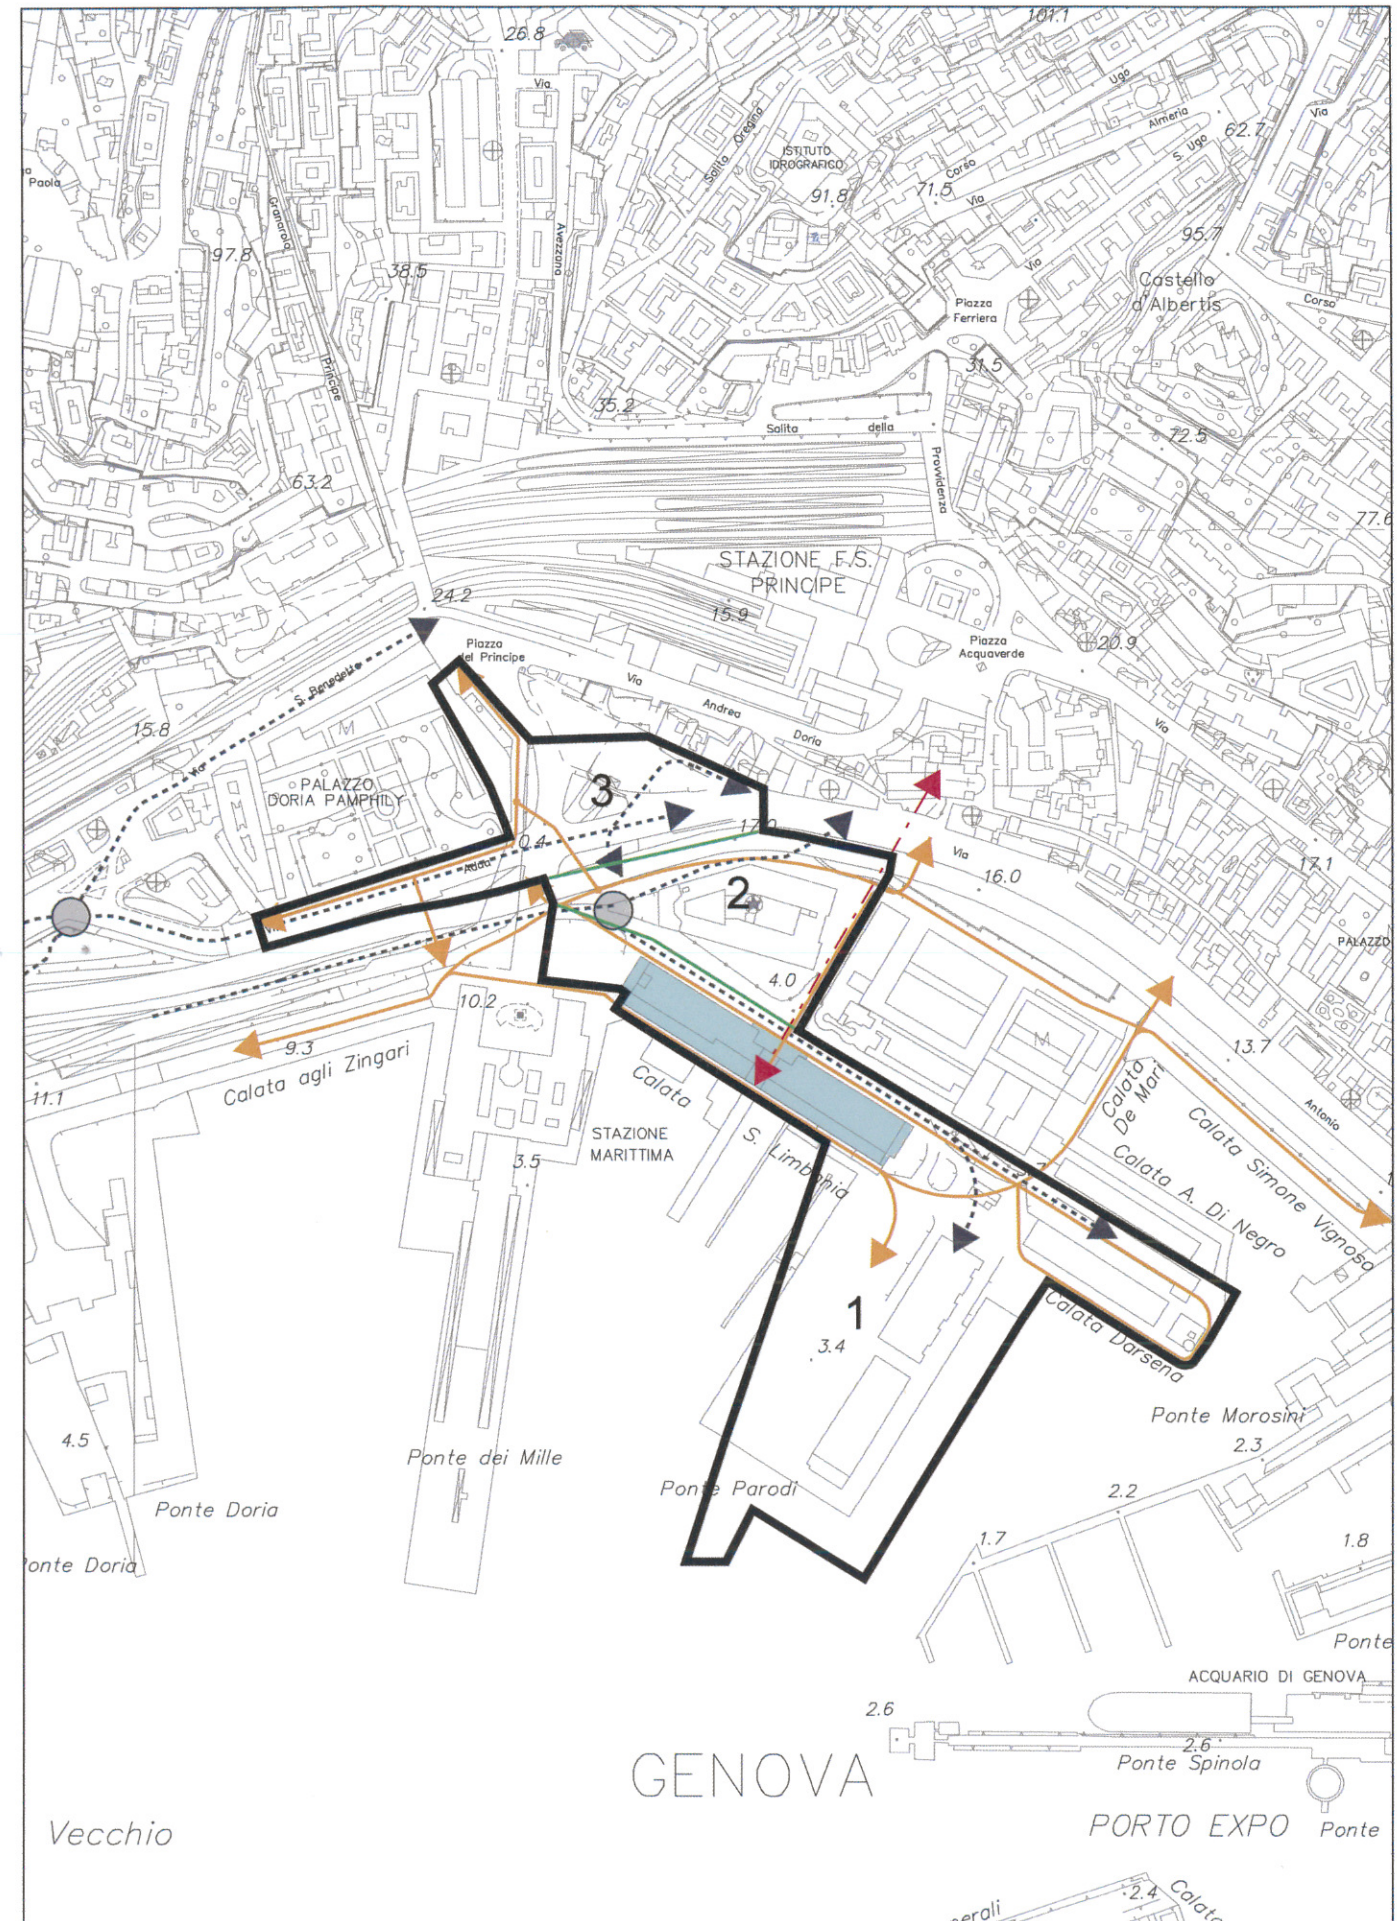 101.1
26.8
Via
Ugo
Almeria
62.7
Via
Salita Oregina
ISTITUTO
IDROGRAFICO
Corso
S. Ugo
Paola
91.8
71.5
Via
Granarola
Avezzana
95.7
97.8
38.5
Via
Castello
d'Albertis
Corso
Piazza
Ferriera
Principe
31.5
35.2
Salita della
Provvidenza
72.5
63.2
77.6
STAZIONE F.S.
PRINCIPE
24.2
15.9
Piazza
del Principe
Piazza
Acquaverde
20.9
S. Benedetto
Via
Andrea
Doria
Via
15.8
Via
PALAZZO
DORIA PAMPHILY
3
17.0
0.4
Adua
Via
16.0
17.1
2
PALAZZO
4.0
10.2
9.3
Calata agli Zingari
11.1
Calata
S. Limbania
STAZIONE
MARITTIMA
3.5
M
13.7
Antonio
Calata
De Mari
Calata Simone Vignoso
Calata A. Di Negro
1
3.4
Calata Darsena
Ponte Morosini
2.3
4.5
Ponte dei Mille
Ponte Parodi
2.2
Ponte Doria
1.7
1.8
Ponte Doria
Ponte
ACQUARIO DI GENOVA
2.6
2.6
Ponte Spinola
GENOVA
Vecchio
PORTO EXPO
Ponte
2.4
Calata